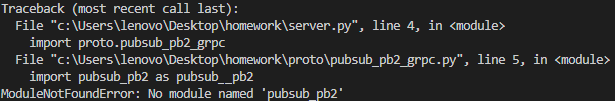 Traceback (most recent call last):
  File "c:\Users\lenovo\Desktop\homework\server.py", line 4, in <module>
    import proto.pubsub_pb2_grpc
  File "c:\Users\lenovo\Desktop\homework\proto\pubsub_pb2_grpc.py", line 5, in <module>
    import pubsub_pb2 as pubsub__pb2
ModuleNotFoundError: No module named 'pubsub_pb2'